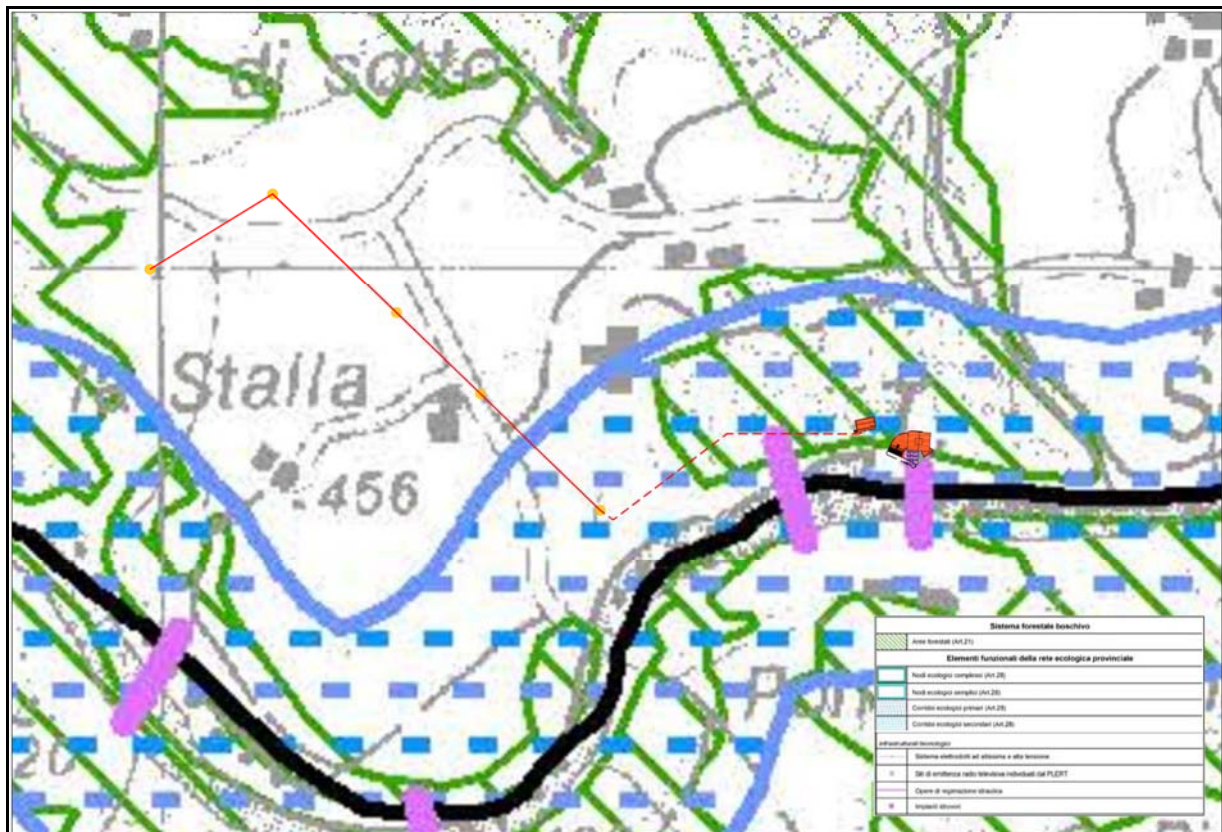 di sotto
Stalla
456
S
20
Sistema forestale boschivo
Aree forestali (Art.21)
Elementi funzionali della rete ecologica provinciale
Nodi ecologici complessi (Art.28)
Nodi ecologici semplici (Art.28)
Corridoi ecologici primari (Art.28)
Corridoi ecologici secondari (Art.28)
Infrastrutturali tecnologici
Sistema elettrodotti ad altissima e alta tensione
Siti di emittenza radio televisiva individuati dal PLERT
Opere di regimazione idraulica
Impianti idrovori